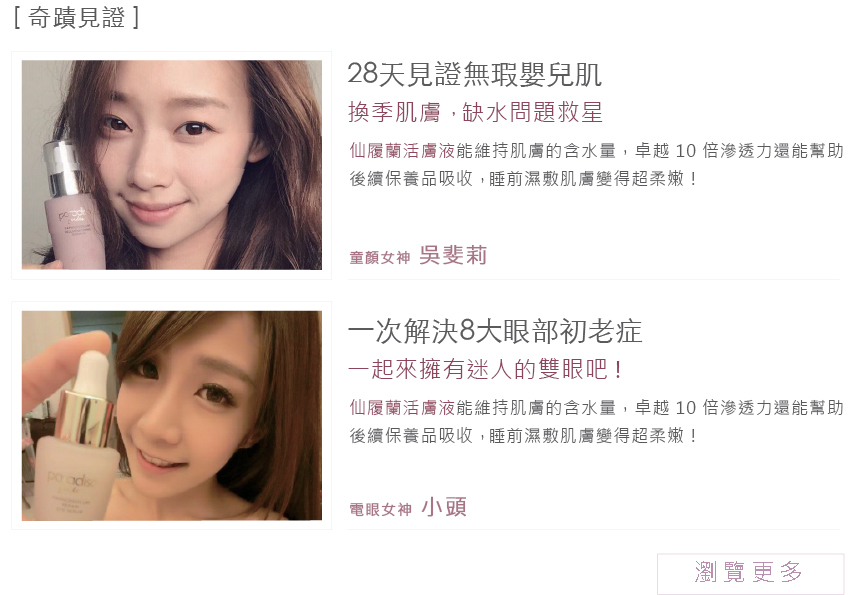 [ 奇蹟見證 ]
28天見證無瑕嬰兒肌
換季肌膚，缺水問題救星
仙履蘭活膚液能維持肌膚的含水量，卓越 10 倍滲透力還能幫助
後續保養品吸收，睡前濕敷肌膚變得超柔嫩！
童顏女神 吳斐莉
一次解決8大眼部初老症
一起來擁有迷人的雙眼吧！
仙履蘭活膚液能維持肌膚的含水量，卓越 10 倍滲透力還能幫助
後續保養品吸收，睡前濕敷肌膚變得超柔嫩！
電眼女神 小頭
瀏覽更多